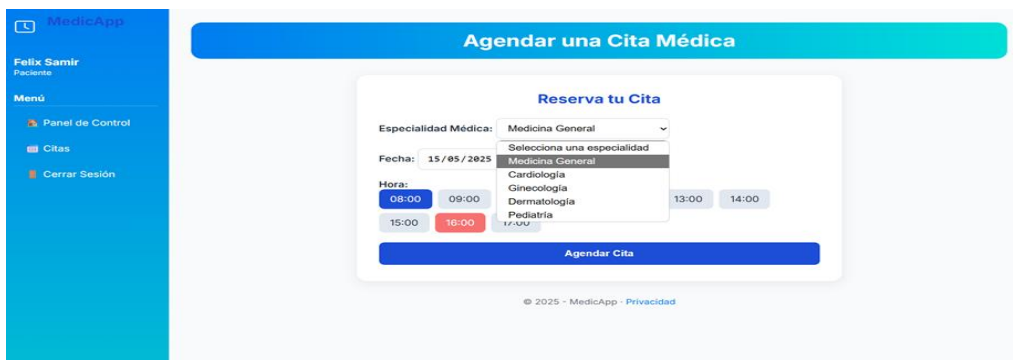 MedicApp
Felix Samir
Paciente
Menú
Panel de Control
Citas
Cerrar Sesión
Agendar una Cita Médica
Reserva tu Cita
Especialidad Médica: Medicina General
Selecciona una especialidad
Medicina General
Cardiología
Ginecología
Dermatología
Pediatría
Fecha: 15/05/2025
Hora:
08:00 09:00 13:00 14:00
15:00 16:00 17:00
Agendar Cita
© 2025 - MedicApp · Privacidad